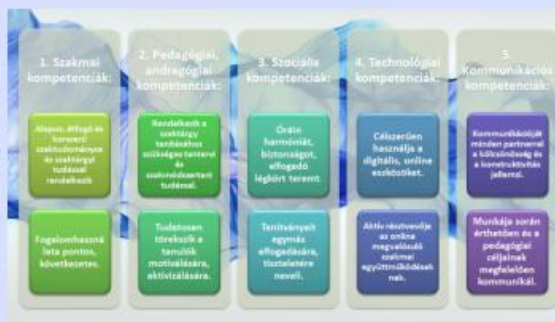 1. Szakmai
kompetenciák:
Alapos, átfogó és
korszerű
szaktudományos
és szaktárgyi
tudással
rendelkezik
Fogalomhaszná
lata pontos,
következetes.
2. Pedagógiai,
andragógiai
kompetenciák:
Rendelkezik a
szaktárgy
tanításához
szükséges tantervi
és
szakmódszertani
tudással.
Tudatosan
törekszik a
tanulók
motiválására,
aktivizálására.
3. Szociális
kompetenciák:
Óráin
harmóniát,
biztonságot,
elfogadó
légkört teremt
Tanítványait
egymás
elfogadására,
tiszteletére
neveli.
4. Technológiai
kompetenciák:
Célszerűen
használja a
digitális, online
eszközöket.
Aktív résztvevője
az online
megvalósuló
szakmai
együttműködések
nek.
5.
Kommunikációs
kompetenciák:
Kommunikációját
minden partnerrel
a kölcsönösség és
a konstruktivitás
jellemzi.
Munkája során
érthetően és a
pedagógiai
céljainak
megfelelően
kommunikál.